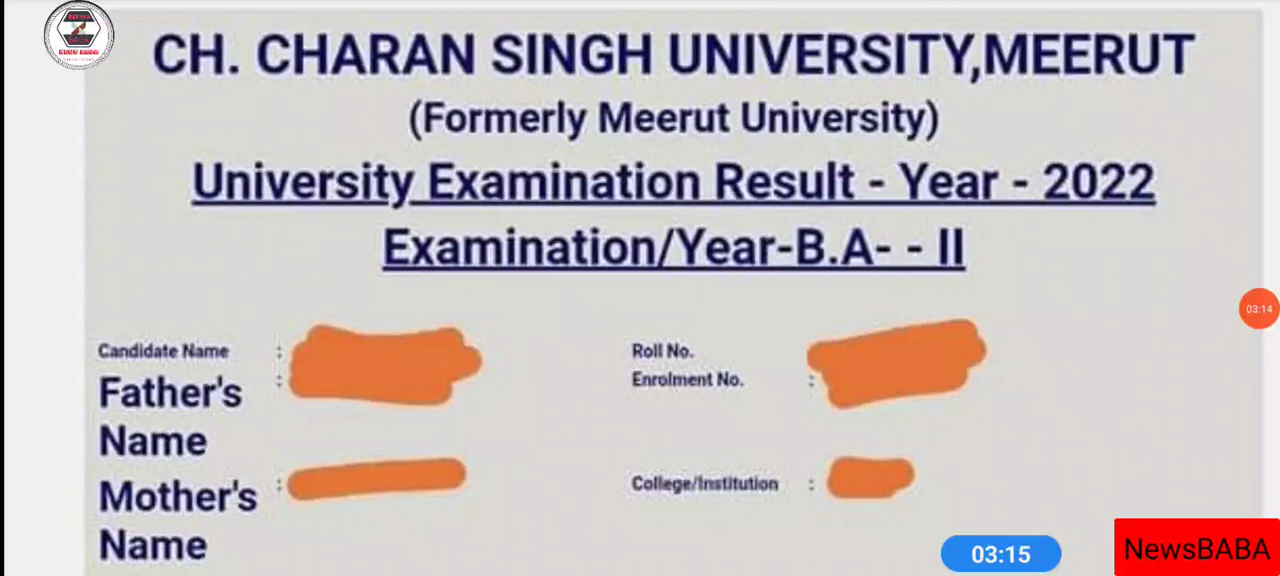 CH. CHARAN SINGH UNIVERSITY,MEERUT
(Formerly Meerut University)
University Examination Result - Year - 2022
Examination/Year-B.A- - II
Candidate Name :
Roll No.
Father's Name :
Enrolment No. :
Mother's Name :
College/Institution :
03:14
03:15
NewsBABA